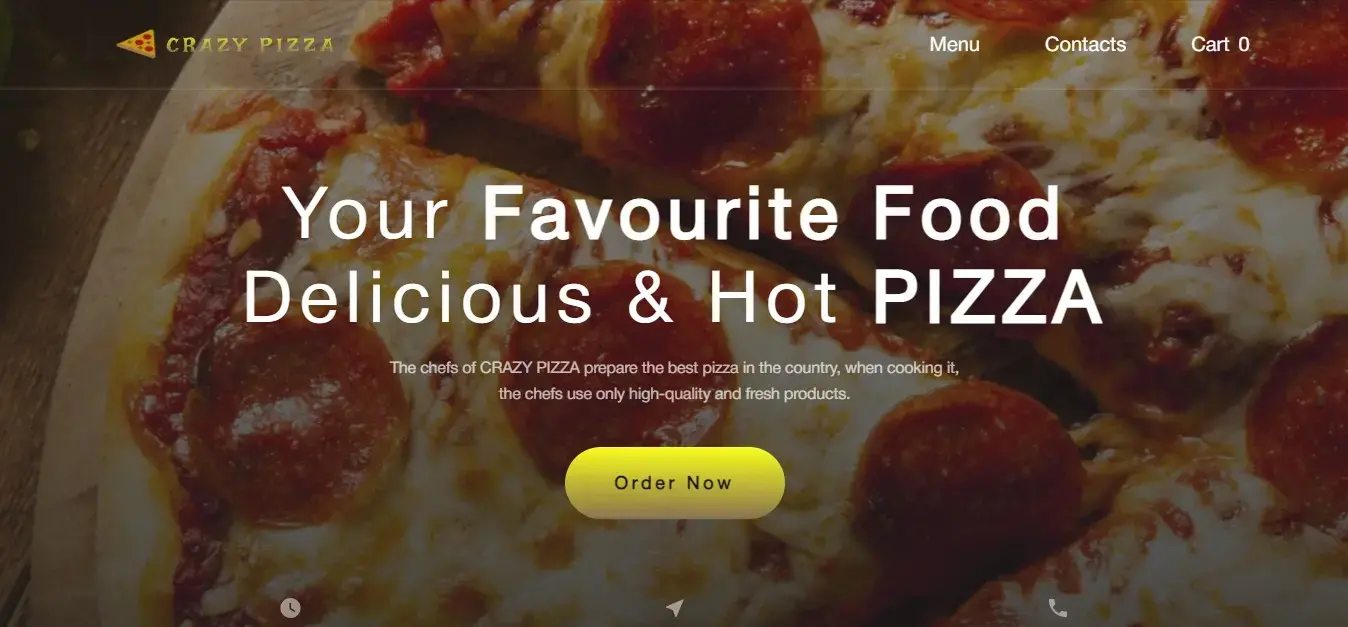 CRAZY PIZZA
Menu
Contacts
Cart 0
Your Favourite Food
Delicious & Hot PIZZA
The chefs of CRAZY PIZZA prepare the best pizza in the country, when cooking it,
the chefs use only high-quality and fresh products.
Order Now